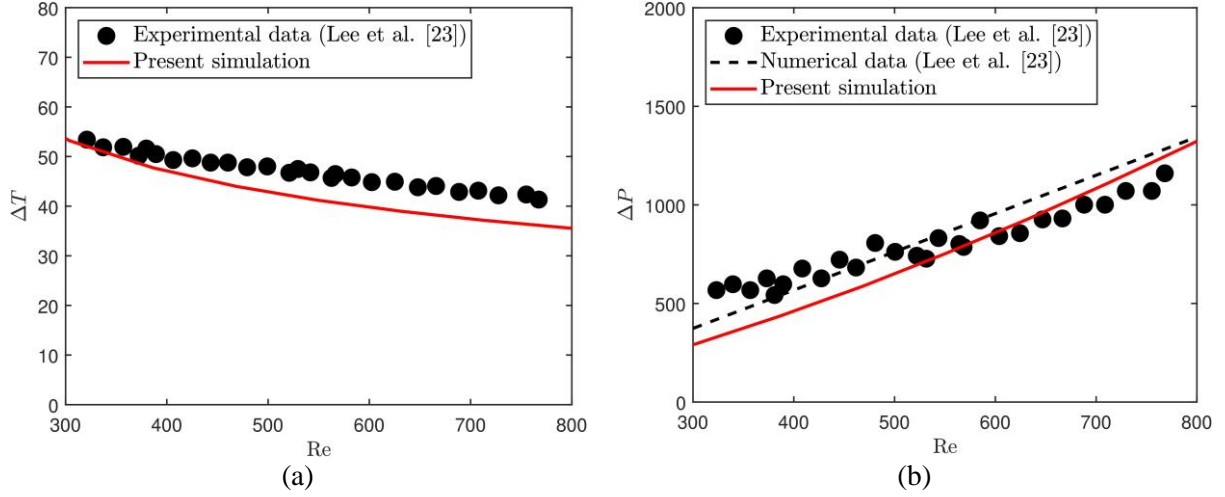 80
70
60
50
40
30
20
10
0
ΔT
Experimental data (Lee et al. [23])
Present simulation
300 400 500 600 700 800
Re
(a)
2000
1500
1000
500
0
ΔP
Experimental data (Lee et al. [23])
Numerical data (Lee et al. [23])
Present simulation
300 400 500 600 700 800
Re
(b)